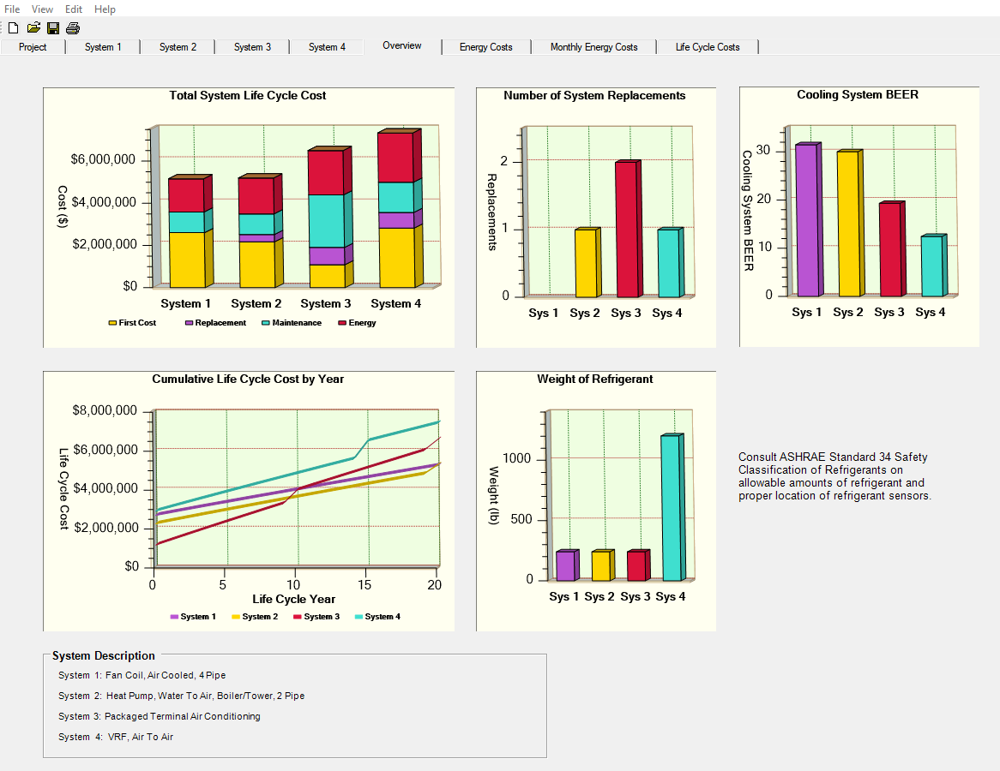 File View Edit Help
Project System 1 System 2 System 3 System 4 Overview Energy Costs Monthly Energy Costs Life Cycle Costs
Total System Life Cycle Cost
Cost ($)
$6,000,000
$4,000,000
$2,000,000
$0
System 1 System 2 System 3 System 4
First Cost Replacement Maintenance Energy
Number of System Replacements
Replacements
2
1
0
Sys 1 Sys 2 Sys 3 Sys 4
Cooling System BEER
Cooling System BEER
30
20
10
0
Sys 1 Sys 2 Sys 3 Sys 4
Cumulative Life Cycle Cost by Year
Life Cycle Cost
$8,000,000
$6,000,000
$4,000,000
$2,000,000
$0
0 5 10 15 20
Life Cycle Year
System 1 System 2 System 3 System 4
Weight of Refrigerant
Weight (lb)
1000
500
0
Sys 1 Sys 2 Sys 3 Sys 4
Consult ASHRAE Standard 34 Safety
Classification of Refrigerants on
allowable amounts of refrigerant and
proper location of refrigerant sensors.
System Description
System 1: Fan Coil, Air Cooled, 4 Pipe
System 2: Heat Pump, Water To Air, Boiler/Tower, 2 Pipe
System 3: Packaged Terminal Air Conditioning
System 4: VRF, Air To Air